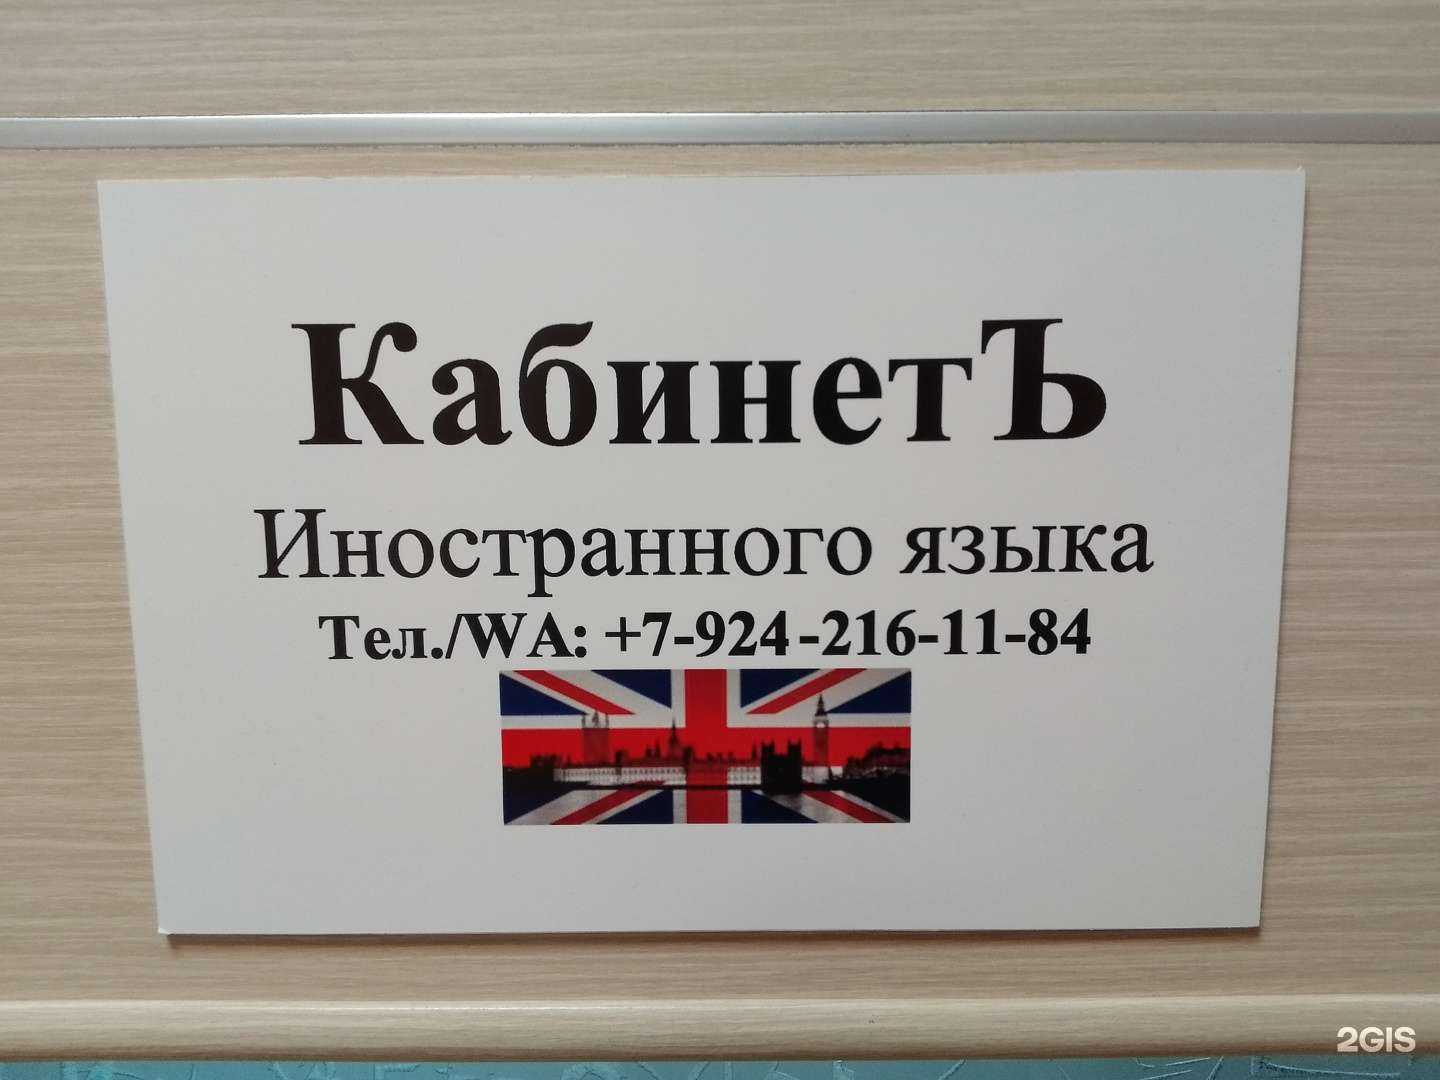 КабинетЪ
Иностранного языка
Тел./WA: +7-924-216-11-84
2GIS